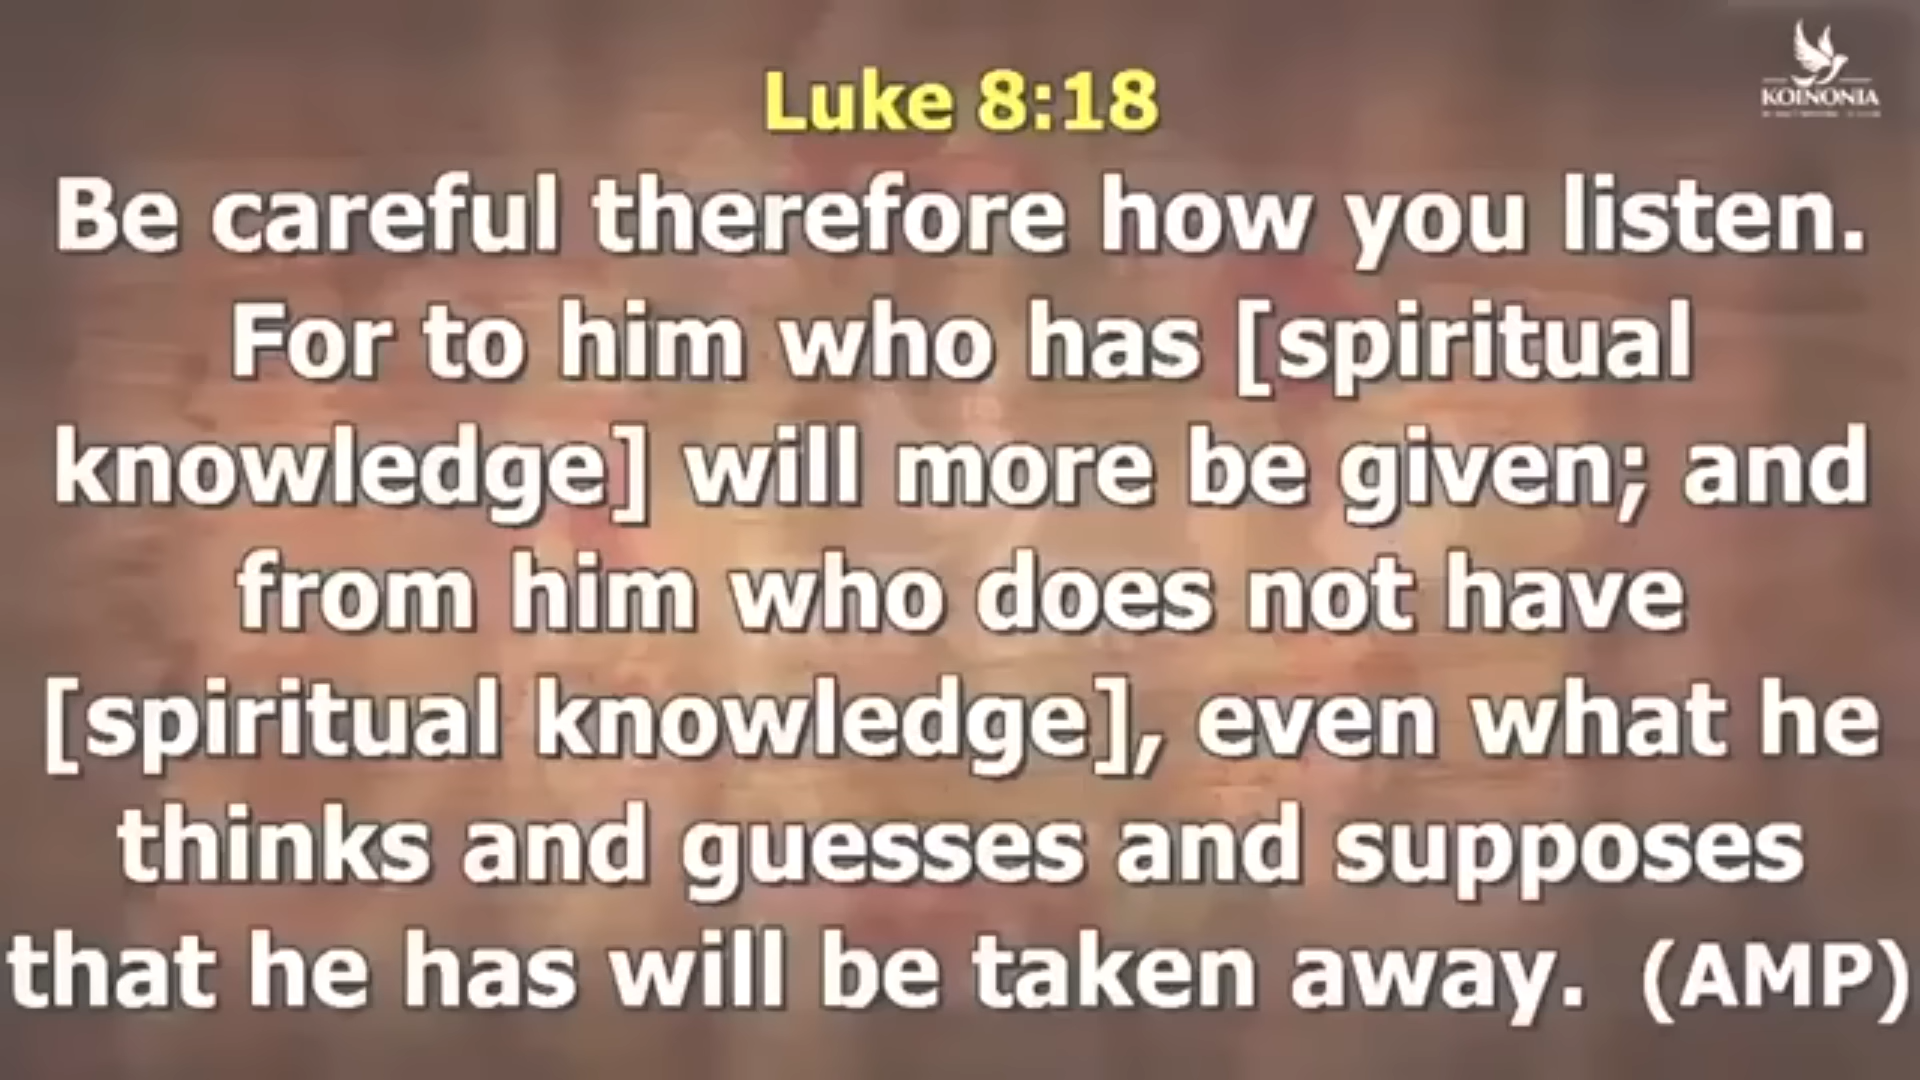 Luke 8:18
KOINONIA
Be careful therefore how you listen.
For to him who has [spiritual
knowledge] will more be given; and
from him who does not have
[spiritual knowledge], even what he
thinks and guesses and supposes
that he has will be taken away. (AMP)